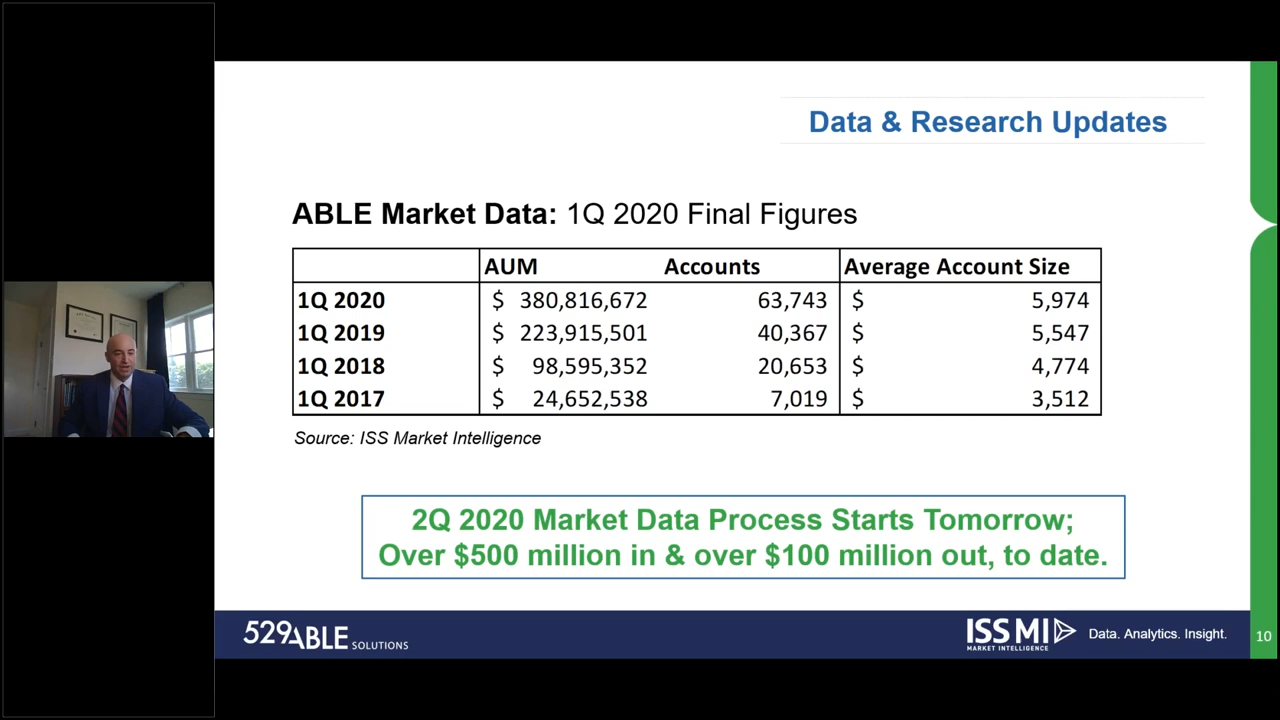 Data & Research Updates
ABLE Market Data: 1Q 2020 Final Figures
AUM Accounts Average Account Size
1Q 2020 $ 380,816,672 63,743 $ 5,974
1Q 2019 $ 223,915,501 40,367 $ 5,547
1Q 2018 $ 98,595,352 20,653 $ 4,774
1Q 2017 $ 24,652,538 7,019 $ 3,512
Source: ISS Market Intelligence
2Q 2020 Market Data Process Starts Tomorrow;
Over $500 million in & over $100 million out, to date.
529ABLE SOLUTIONS
ISS MI
MARKET INTELLIGENCE
Data. Analytics. Insight.
10